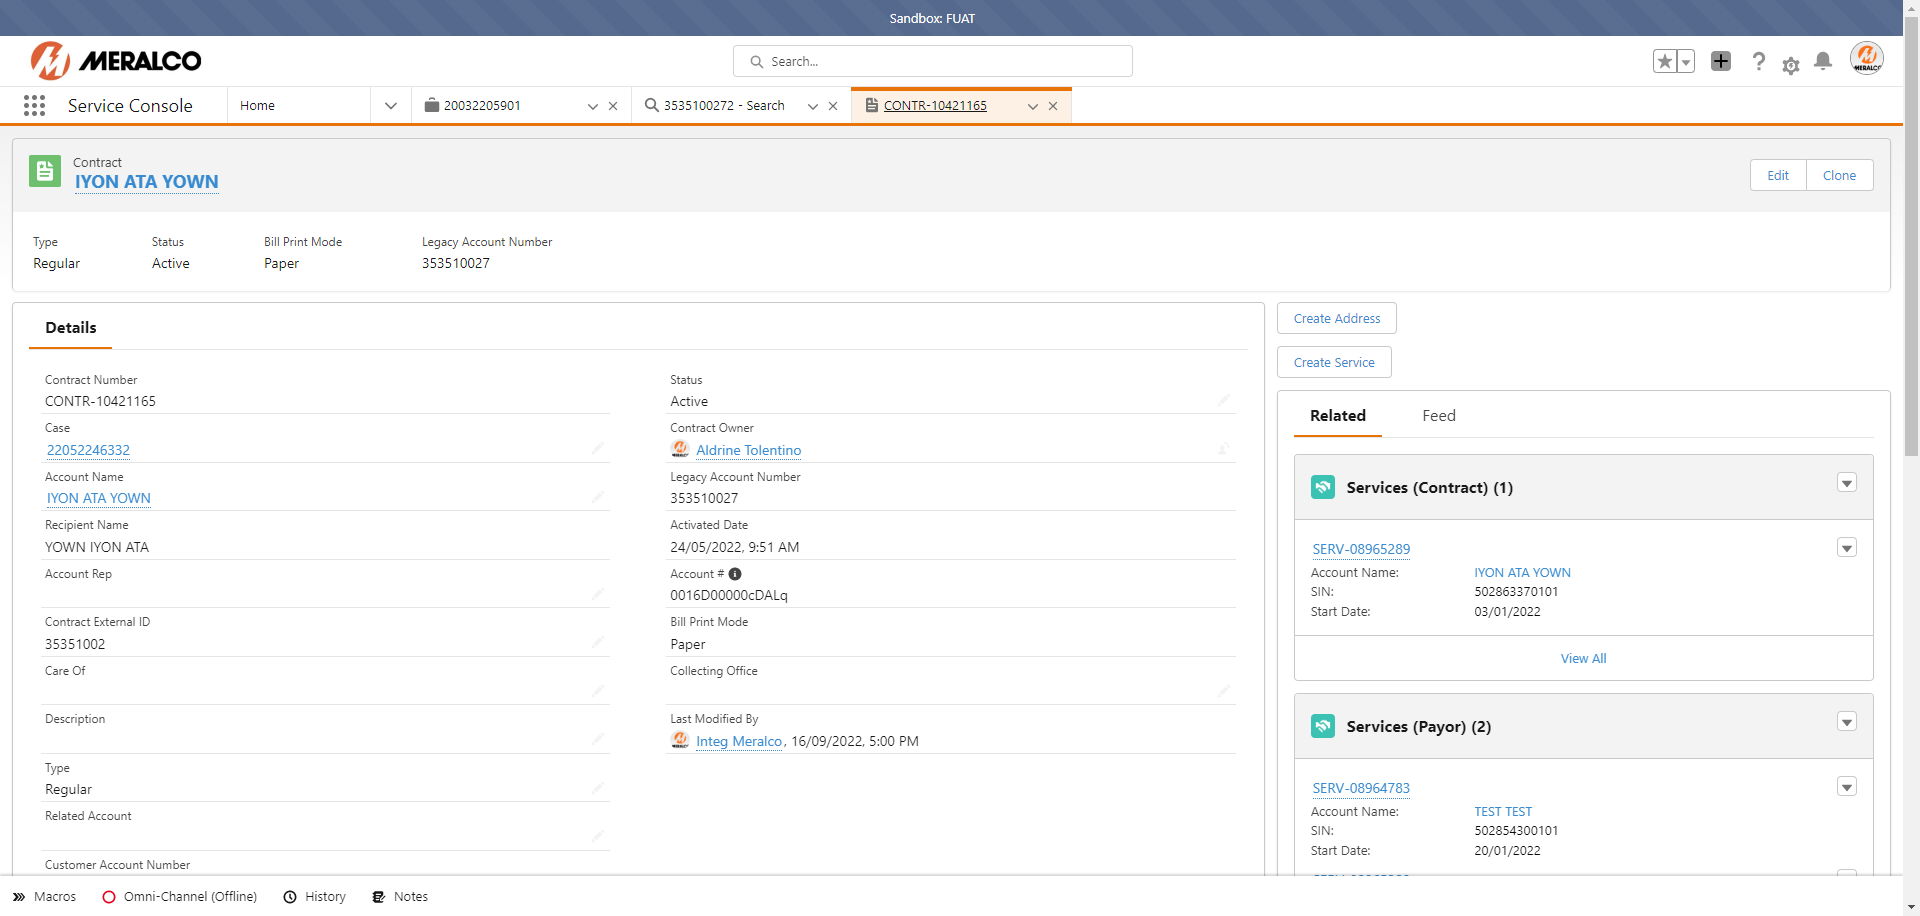 Sandbox: FUAT
MERALCO
Search...
Service Console
Home
20032205901
3535100272 - Search
CONTR-10421165
Contract
IYON ATA YOWN
Edit
Clone
Type
Status
Bill Print Mode
Legacy Account Number
Regular
Active
Paper
353510027
Details
Contract Number
CONTR-10421165
Case
22052246332
Account Name
IYON ATA YOWN
Recipient Name
YOWN IYON ATA
Account Rep
Contract External ID
35351002
Care Of
Description
Type
Regular
Related Account
Customer Account Number
Status
Active
Contract Owner
Aldrine Tolentino
Legacy Account Number
353510027
Activated Date
24/05/2022, 9:51 AM
Account #
0016D00000cDALq
Bill Print Mode
Paper
Collecting Office
Last Modified By
Integ Meralco, 16/09/2022, 5:00 PM
Create Address
Create Service
Related
Feed
Services (Contract) (1)
SERV-08965289
Account Name: IYON ATA YOWN
SIN: 502863370101
Start Date: 03/01/2022
View All
Services (Payor) (2)
SERV-08964783
Account Name: TEST TEST
SIN: 502854300101
Start Date: 20/01/2022
Macros
Omni-Channel (Offline)
History
Notes